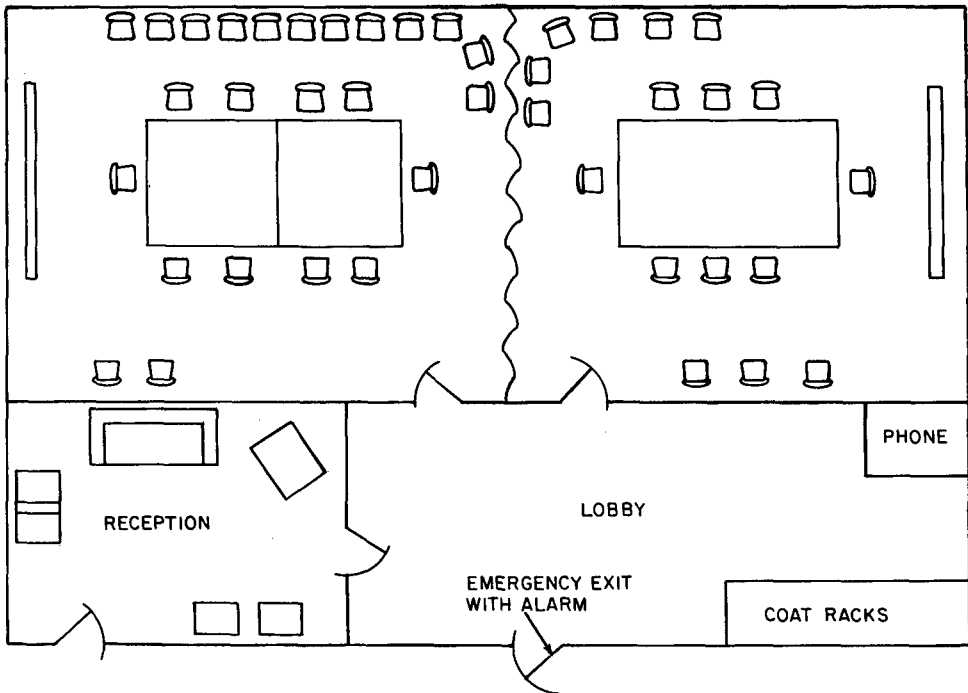 PHONE
RECEPTION
LOBBY
EMERGENCY EXIT
WITH ALARM
COAT RACKS